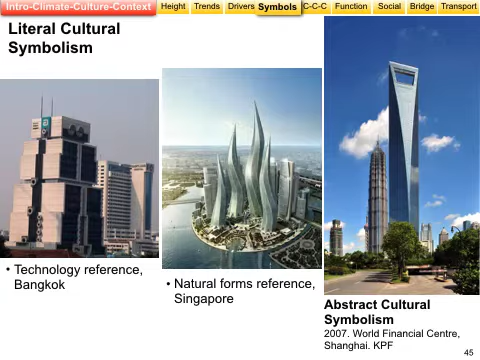 Intro-Climate-Culture-Context Height Trends Drivers Symbols C-C-C Function Social Bridge Transport
Literal Cultural
Symbolism
• Technology reference,
Bangkok
• Natural forms reference,
Singapore
Abstract Cultural
Symbolism
2007. World Financial Centre,
Shanghai. KPF
45